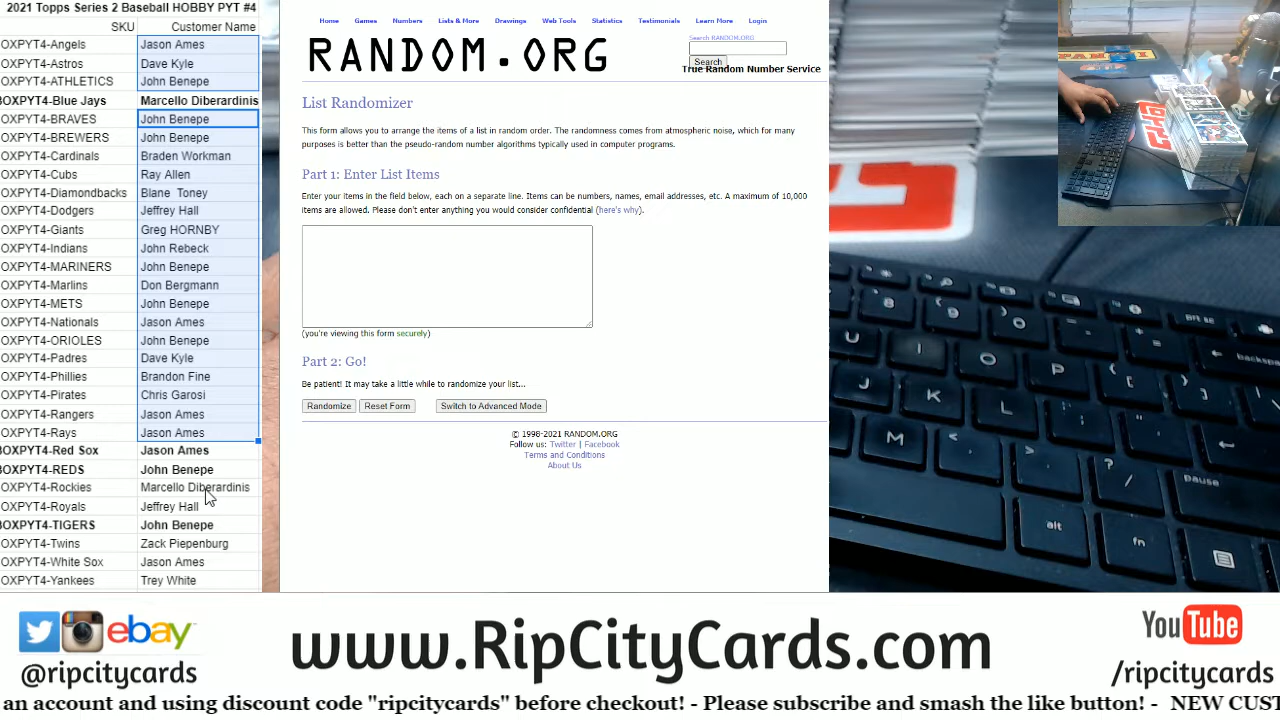 2021 Topps Series 2 Baseball HOBBY PYT #4
SKU Customer Name
OXPYT4-Angels Jason Ames
OXPYT4-Astros Dave Kyle
OXPYT4-ATHLETICS John Benepe
BOXPYT4-Blue Jays Marcello Diberardinis
OXPYT4-BRAVES John Benepe
OXPYT4-BREWERS John Benepe
OXPYT4-Cardinals Braden Workman
OXPYT4-Cubs Ray Allen
OXPYT4-Diamondbacks Blane Toney
OXPYT4-Dodgers Jeffrey Hall
OXPYT4-Giants Greg HORNBY
OXPYT4-Indians John Rebeck
OXPYT4-MARINERS John Benepe
OXPYT4-Marlins Don Bergmann
OXPYT4-METS John Benepe
OXPYT4-Nationals Jason Ames
OXPYT4-ORIOLES John Benepe
OXPYT4-Padres Dave Kyle
OXPYT4-Phillies Brandon Fine
OXPYT4-Pirates Chris Garosi
OXPYT4-Rangers Jason Ames
OXPYT4-Rays Jason Ames
BOXPYT4-Red Sox Jason Ames
BOXPYT4-REDS John Benepe
OXPYT4-Rockies Marcello Diberardinis
OXPYT4-Royals Jeffrey Hall
BOXPYT4-TIGERS John Benepe
OXPYT4-Twins Zack Piepenburg
OXPYT4-White Sox Jason Ames
OXPYT4-Yankees Trey White
Home Games Numbers Lists & More Drawings Web Tools Statistics Testimonials Learn More Login
RANDOM.ORG
Search RANDOM.ORG
Search
True Random Number Service
List Randomizer
This form allows you to arrange the items of a list in random order. The randomness comes from atmospheric noise, which for many
purposes is better than the pseudo-random number algorithms typically used in computer programs.
Part 1: Enter List Items
Enter your items in the field below, each on a separate line. Items can be numbers, names, email addresses, etc. A maximum of 10,000
items are allowed. Please don't enter anything you would consider confidential (here's why).
(you're viewing this form securely)
Part 2: Go!
Be patient! It may take a little while to randomize your list...
Randomize Reset Form Switch to Advanced Mode
© 1998-2021 RANDOM.ORG
Follow us: Twitter | Facebook
Terms and Conditions
About Us
U I O P
J K L
M
alt fn
pause
backspa
ebay
@ripcitycards
www.RipCityCards.com
YouTube
/ripcitycards
an account and using discount code "ripcitycards" before checkout! - Please subscribe and smash the like button! - NEW CUST